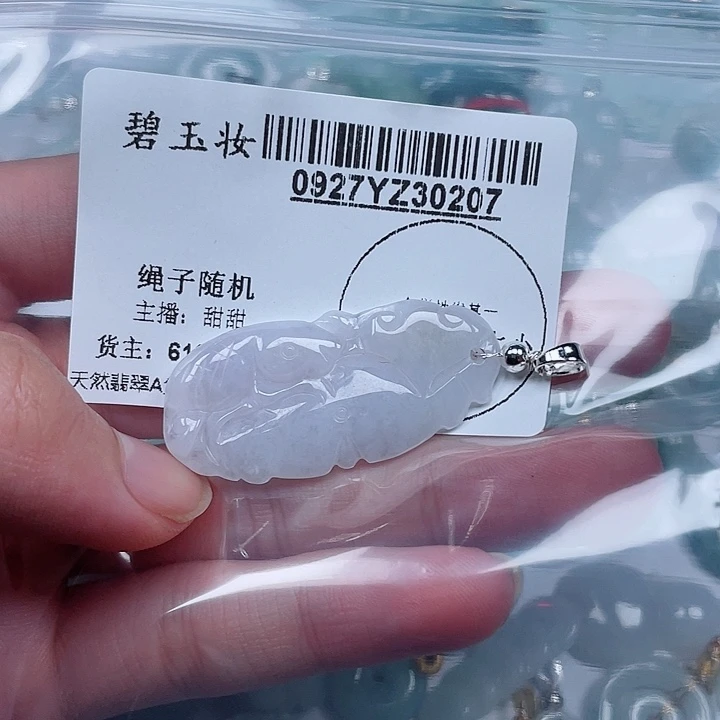 碧玉妆
0927YZ30207
绳子随机
主播：甜甜
货主：61
天然翡翠A